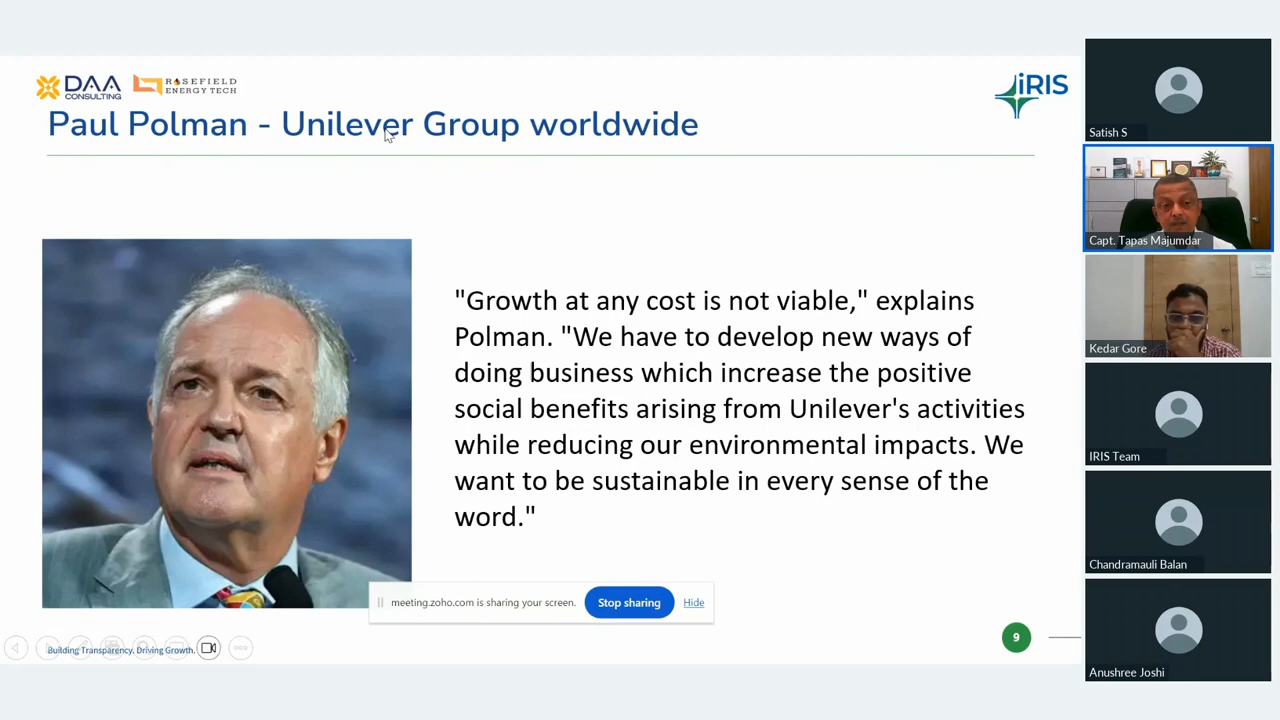 DAA
CONSULTING
RASEFIELD
ENERGY TECH
iRIS
Paul Polman - Unilever Group worldwide
"Growth at any cost is not viable," explains
Polman. "We have to develop new ways of
doing business which increase the positive
social benefits arising from Unilever's activities
while reducing our environmental impacts. We
want to be sustainable in every sense of the
word."
meeting.zoho.com is sharing your screen.
Stop sharing
Hide
Building Transparency. Driving Growth.
9
Satish S
Capt. Tapas Majumdar
Kedar Gore
IRIS Team
Chandramauli Balan
Anushree Joshi